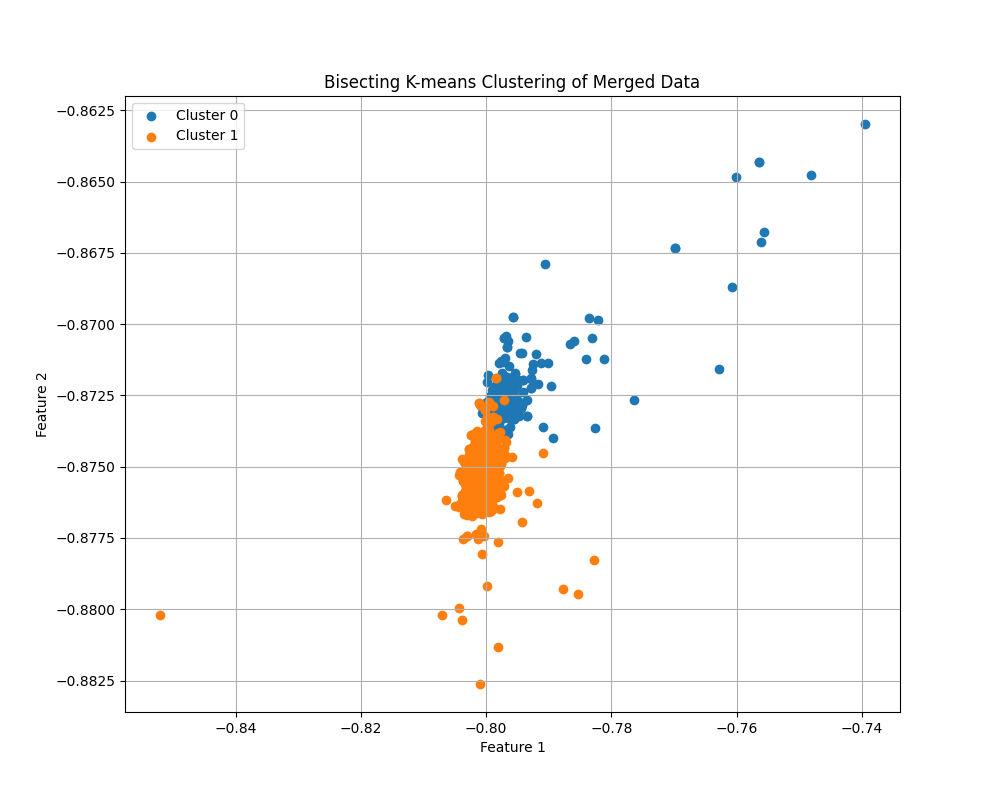 Bisecting K-means Clustering of Merged Data
Cluster 0
Cluster 1
−0.8625
−0.8650
−0.8675
−0.8700
−0.8725
−0.8750
−0.8775
−0.8800
−0.8825
Feature 2
−0.84 −0.82 −0.80 −0.78 −0.76 −0.74
Feature 1